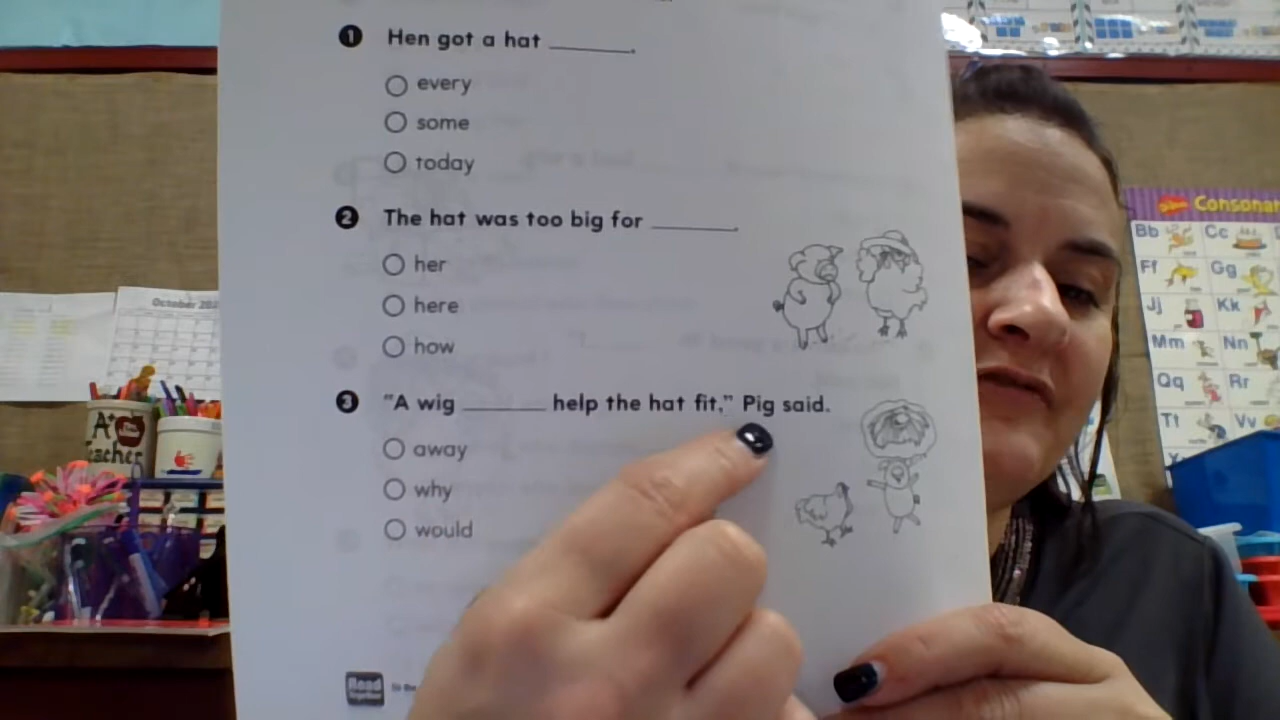 1 Hen got a hat ______.
every
some
today
2 The hat was too big for ______.
her
here
how
3 "A wig ______ help the hat fit," Pig said.
away
why
would
Read
October
A+
Teacher
Consonan
Bb Cc
Ff Gg
Jj Kk
Mm Nn
Qq Rr
Tt Vv